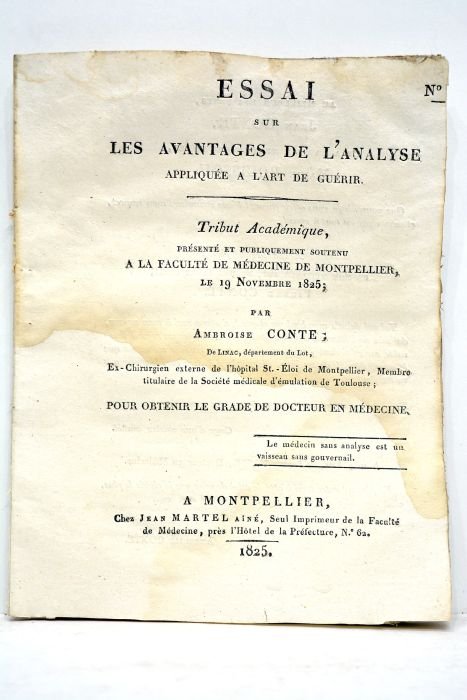 ESSAI
N°
SUR
LES AVANTAGES DE L'ANALYSE
APPLIQUÉE A L'ART DE GUÉRIR.
Tribut Académique,
PRÉSENTÉ ET PUBLIQUEMENT SOUTENU
A LA FACULTÉ DE MÉDECINE DE MONTPELLIER,
LE 19 NOVEMBRE 1825;
PAR
AMBROISE CONTE;
De LINAC, département du Lot,
Ex-Chirurgien externe de l'hôpital St.-Éloi de Montpellier, Membre
titulaire de la Société médicale d'émulation de Toulouse;
POUR OBTENIR LE GRADE DE DOCTEUR EN MÉDECINE.
Le médecin sans analyse est un
vaisseau sans gouvernail.
A MONTPELLIER,
Chez JEAN MARTEL AÎNÉ, Seul Imprimeur de la Faculté
de Médecine, près l'Hôtel de la Préfecture, N.° 62.
1825.